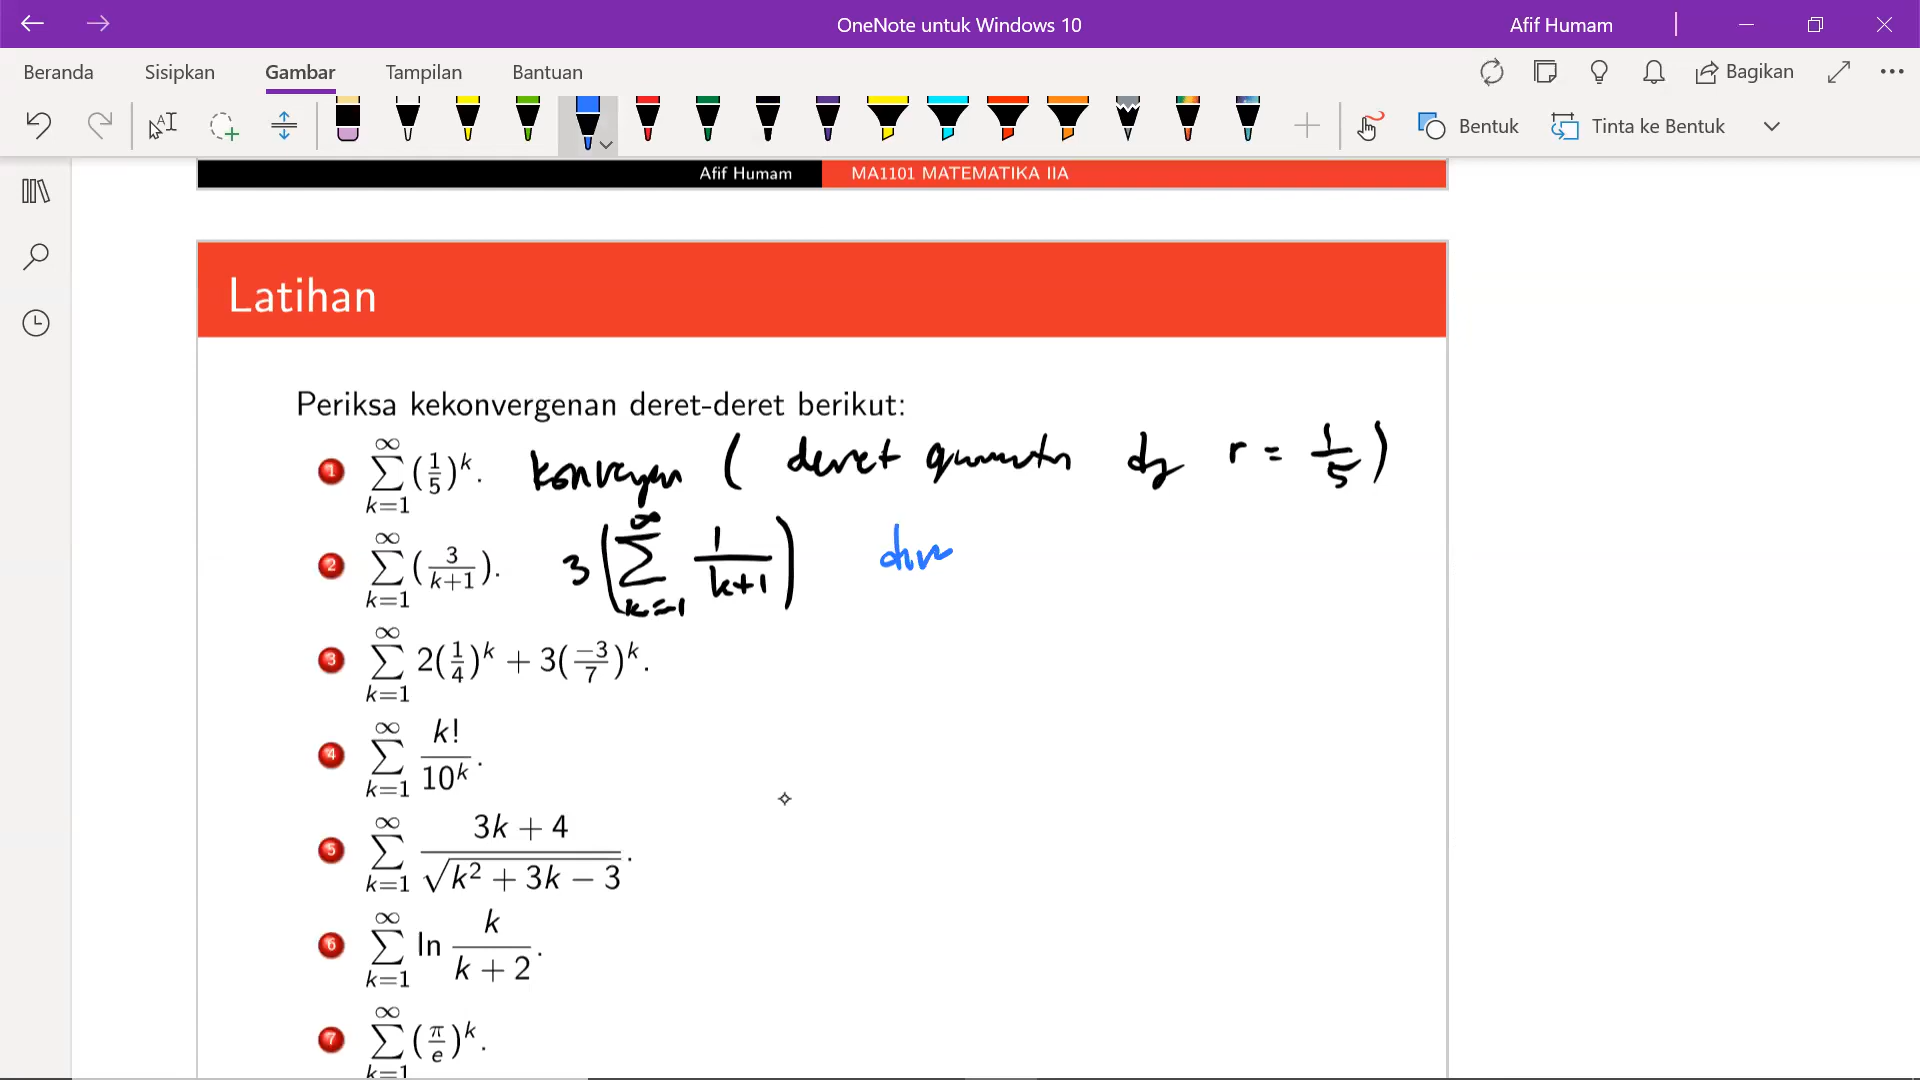 OneNote untuk Windows 10
Afif Humam
Beranda Sisipkan Gambar Tampilan Bantuan
Bagikan
Bentuk Tinta ke Bentuk
Afif Humam MA1101 MATEMATIKA IIA
Latihan
Periksa kekonvergenan deret-deret berikut:
1 ∑_{k=1}^{∞} (1/5)^k. konvergen ( deret geometri dg r = 1/5 )
2 ∑_{k=1}^{∞} (3/(k+1)). 3 ( ∑_{k=1}^{∞} 1/(k+1) ) div
3 ∑_{k=1}^{∞} 2(1/4)^k + 3(-3/7)^k.
4 ∑_{k=1}^{∞} k!/10^k.
5 ∑_{k=1}^{∞} (3k + 4)/√(k² + 3k − 3).
6 ∑_{k=1}^{∞} ln k/(k + 2).
7 ∑_{k=1}^{∞} (π/e)^k.